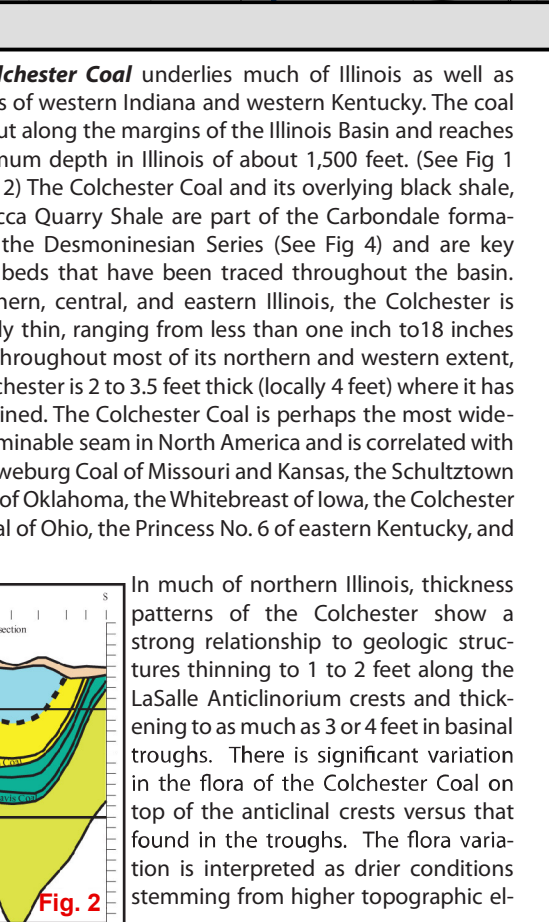 lchester Coal underlies much of Illinois as well as
s of western Indiana and western Kentucky. The coal
ut along the margins of the Illinois Basin and reaches
mum depth in Illinois of about 1,500 feet. (See Fig 1
2) The Colchester Coal and its overlying black shale,
cca Quarry Shale are part of the Carbondale forma-
the Desmoninesian Series (See Fig 4) and are key
beds that have been traced throughout the basin.
hern, central, and eastern Illinois, the Colchester is
ly thin, ranging from less than one inch to18 inches
hroughout most of its northern and western extent,
chester is 2 to 3.5 feet thick (locally 4 feet) where it has
ined. The Colchester Coal is perhaps the most wide-
minable seam in North America and is correlated with
weburg Coal of Missouri and Kansas, the Schultztown
of Oklahoma, the Whitebreast of Iowa, the Colchester
al of Ohio, the Princess No. 6 of eastern Kentucky, and
S
section
Coal
avis Coal
Fig. 2
In much of northern Illinois, thickness
patterns of the Colchester show a
strong relationship to geologic struc-
tures thinning to 1 to 2 feet along the
LaSalle Anticlinorium crests and thick-
ening to as much as 3 or 4 feet in basinal
troughs. There is significant variation
in the flora of the Colchester Coal on
top of the anticlinal crests versus that
found in the troughs. The flora varia-
tion is interpreted as drier conditions
stemming from higher topographic el-